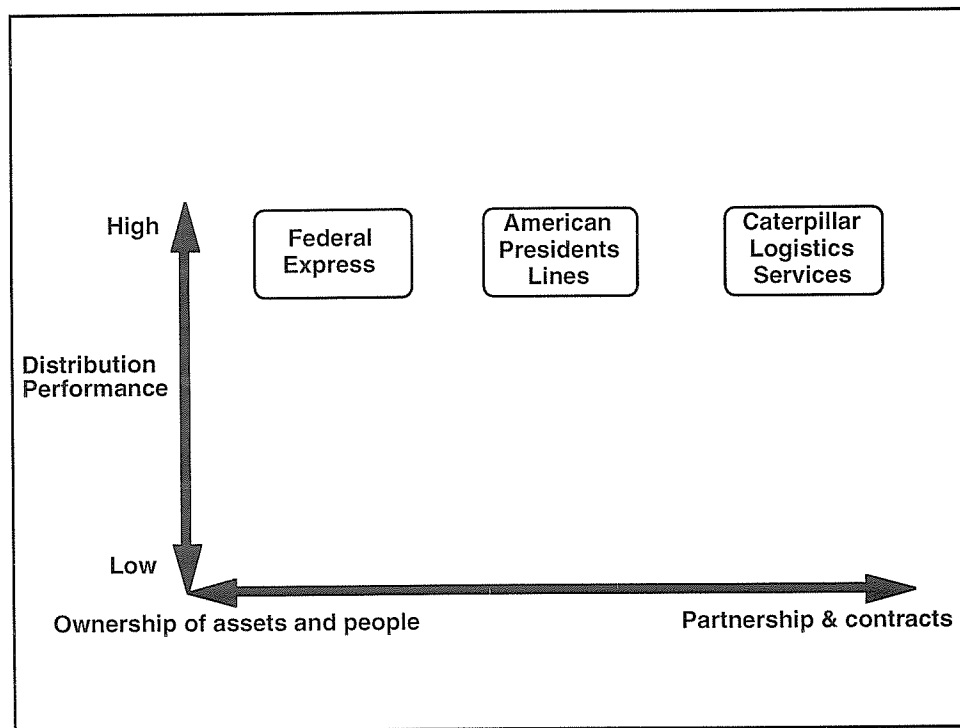 High
Federal
Express
American
Presidents
Lines
Caterpillar
Logistics
Services
Distribution
Performance
Low
Ownership of assets and people
Partnership & contracts